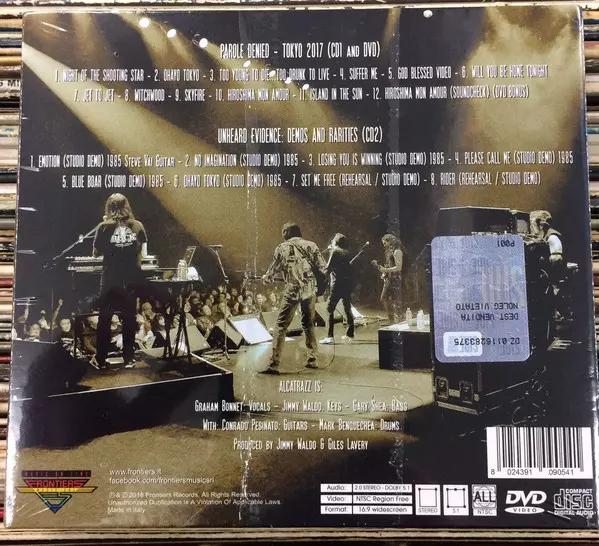 PAROLE DENIED - TOKYO 2017 (CD1 AND DVD)
1. NIGHT OF THE SHOOTING STAR - 2. OHAYO TOKYO - 3. TOO YOUNG TO DIE...TOO DRUNK TO LIVE - 4. SUFFER ME - 5. GOD BLESSED VIDEO - 6. WILL YOU BE HOME TONIGHT
7. JET TO JET - 8. WITCHWOOD - 9. SKYFIRE - 10. HIROSHIMA MON AMOUR - 11. ISLAND IN THE SUN - 12. HIROSHIMA MON AMOUR (SOUNDCHECK) (DVD BONUS)
UNHEARD EVIDENCE: DEMOS AND RARITIES (CD2)
1. EMOTION (STUDIO DEMO) 1985 STEVE VAI GUITAR - 2. NO IMAGINATION (STUDIO DEMO) 1985 - 3. LOSING YOU IS WINNING (STUDIO DEMO) 1985 - 4. PLEASE CALL ME (STUDIO DEMO) 1985
5. BLUE BOAR (STUDIO DEMO) 1985 - 6. OHAYO TOKYO (STUDIO DEMO) 1985 - 7. SET ME FREE (REHEARSAL / STUDIO DEMO) - 8. RIDER (REHEARSAL / STUDIO DEMO)
P001
DEST. VENDITA
NOLEG. VIETATO
DZ 0116283375
ALCATRAZZ IS:
GRAHAM BONNET: VOCALS - JIMMY WALDO: KEYS - GARY SHEA: BASS
WITH: CONRADO PESINATO: GUITARS - MARK BENQUECHEA: DRUMS
PRODUCED BY JIMMY WALDO & GILES LAVERY
FRONTIERS
www.frontiers.it
www.facebook.com/frontiersmusicsrl
℗ & © 2018 Frontiers Records. All Rights Reserved.
Unauthorized Duplication Is A Violation Of Applicable Laws.
Made in Italy
Audio: 2.0 STEREO - DOLBY 5.1
Video: NTSC Region Free
Format: 16:9 widescreen
STEREO
5.1
ALL
NTSC
DVD
VIDEO
COMPACT
disc
DIGITAL AUDIO
8 024391 090541